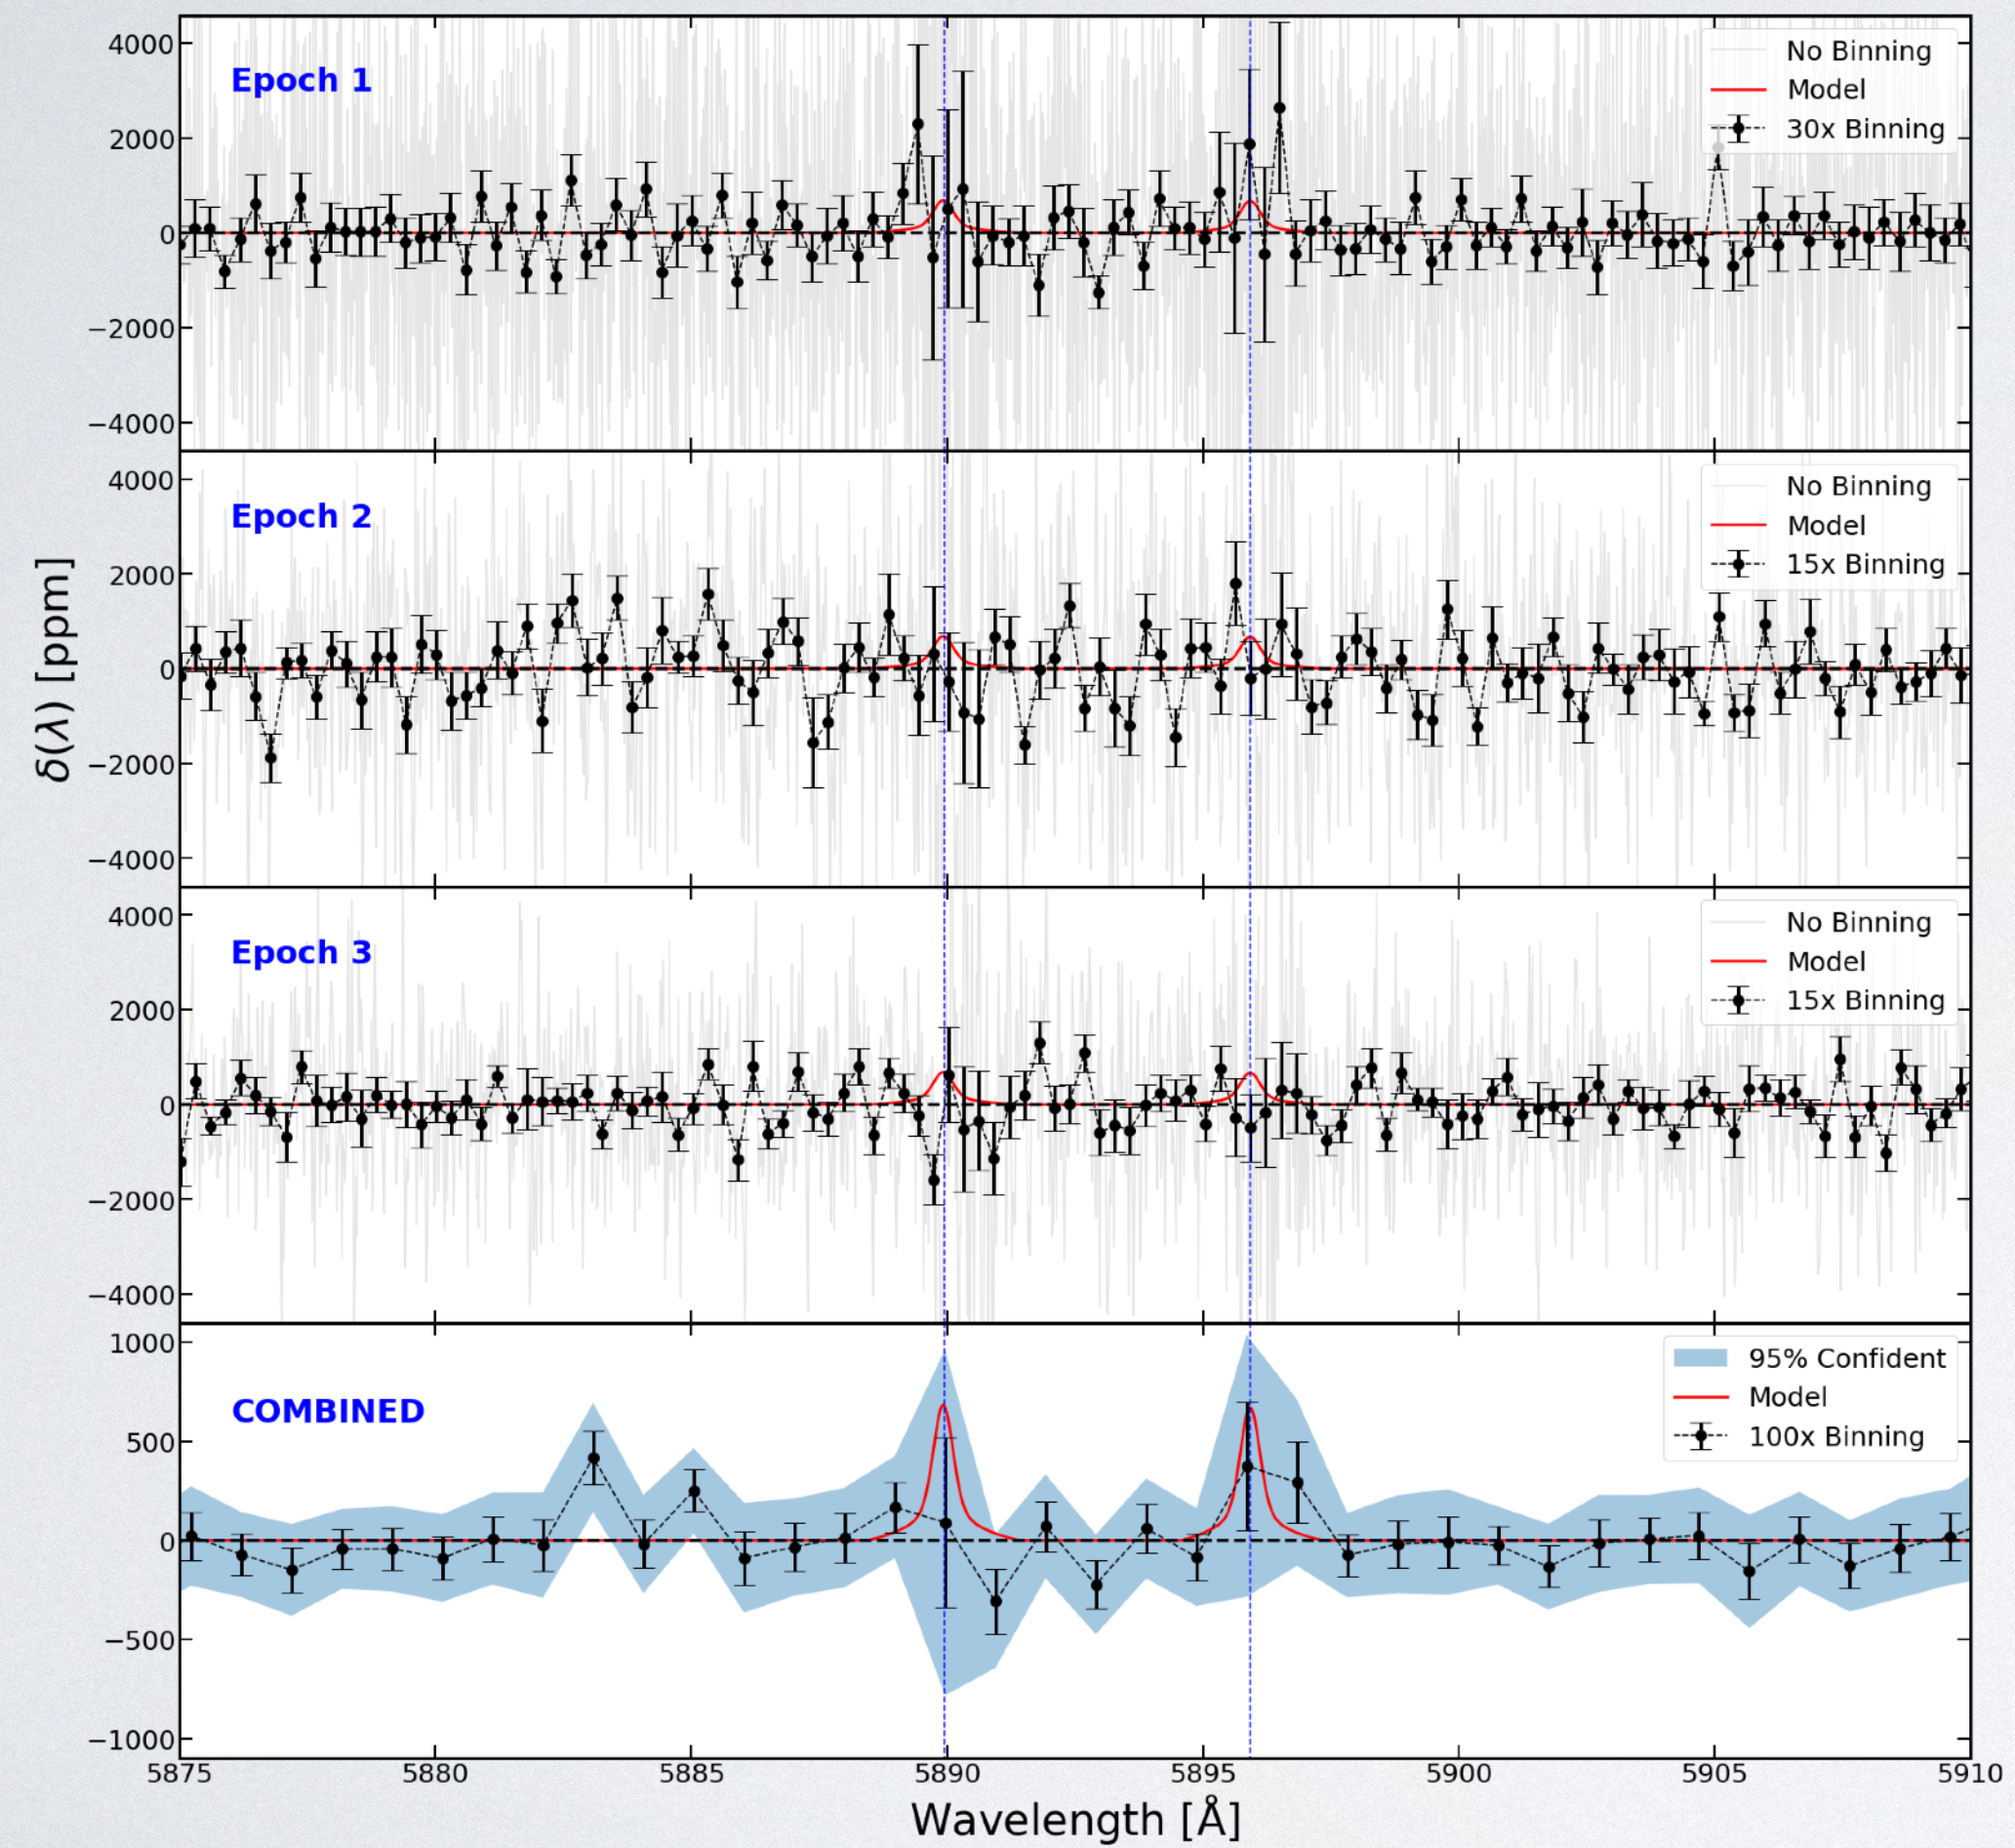 δ(λ) [ppm]
4000
2000
0
−2000
−4000
Epoch 1
No Binning
Model
30x Binning
4000
2000
0
−2000
−4000
Epoch 2
No Binning
Model
15x Binning
4000
2000
0
−2000
−4000
Epoch 3
No Binning
Model
15x Binning
1000
500
0
−500
−1000
COMBINED
95% Confident
Model
100x Binning
5875 5880 5885 5890 5895 5900 5905 5910
Wavelength [Å]